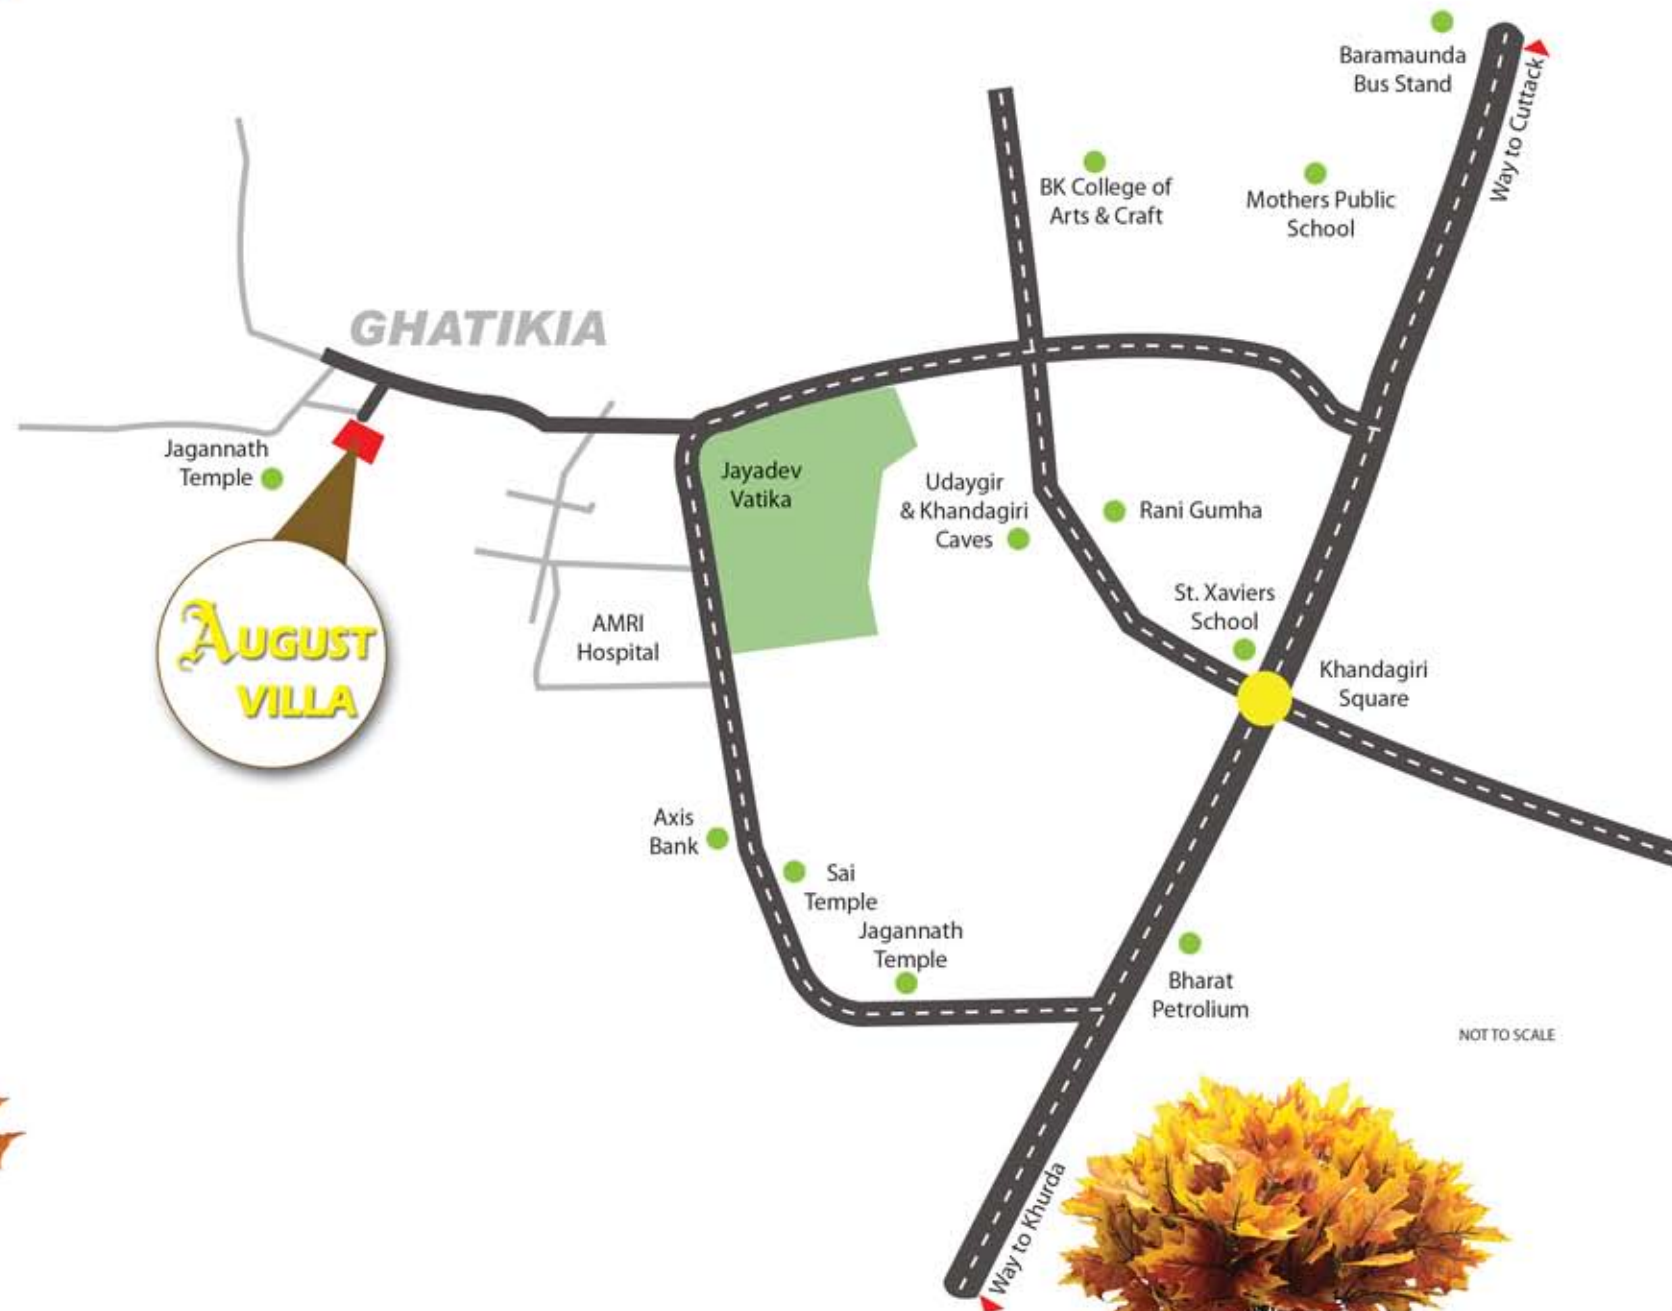 Baramaunda
Bus Stand
Way to Cuttack
BK College of
Arts & Craft
Mothers Public
School
GHATIKIA
Jagannath
Temple
Jayadev
Vatika
Udaygir
& Khandagiri
Caves
Rani Gumha
St. Xaviers
School
AMRI
Hospital
Khandagiri
Square
AUGUST
VILLA
Axis
Bank
Sai
Temple
Jagannath
Temple
Bharat
Petrolium
NOT TO SCALE
Way to Khurda